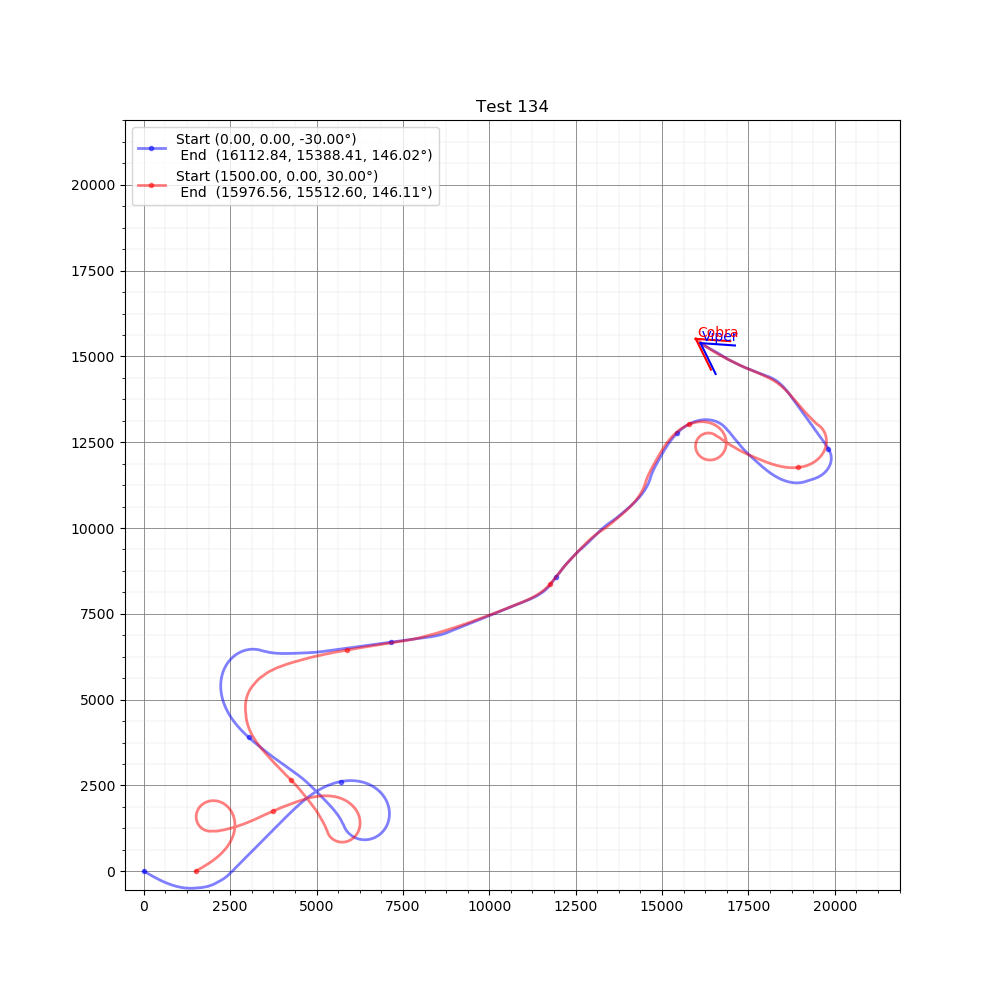 Test 134
Start (0.00, 0.00, -30.00°)
End  (16112.84, 15388.41, 146.02°)
Start (1500.00, 0.00, 30.00°)
End  (15976.56, 15512.60, 146.11°)
20000
17500
15000
12500
10000
7500
5000
2500
0
Cobra
Viper
0 2500 5000 7500 10000 12500 15000 17500 20000